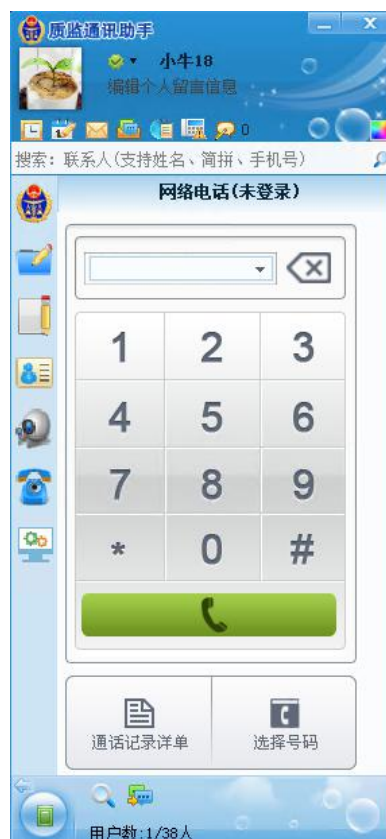 质监通讯助手
小牛18
编辑个人留言信息
0
搜索：联系人(支持姓名、简拼、手机号)
网络电话(未登录)
1 2 3
4 5 6
7 8 9
* 0 #
通话记录详单 选择号码
用户数:1/38人